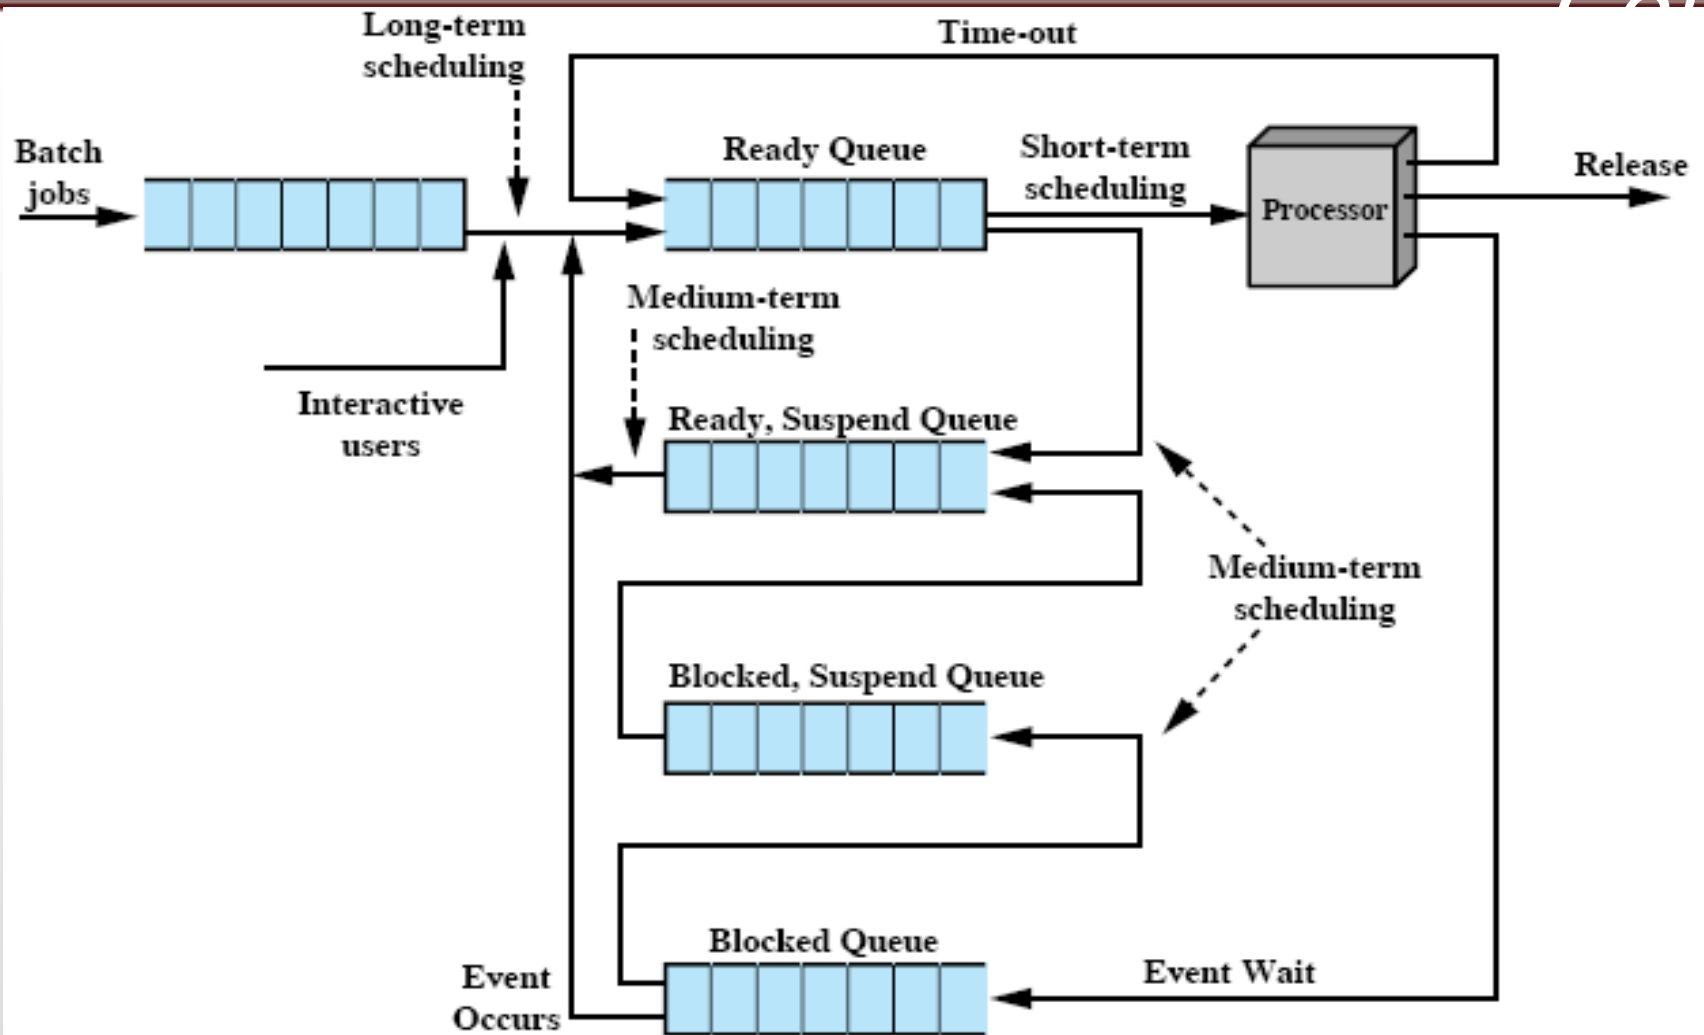 Long-term
scheduling
Time-out
Batch
jobs
Ready Queue
Short-term
scheduling
Processor
Release
Medium-term
scheduling
Interactive
users
Ready, Suspend Queue
Medium-term
scheduling
Blocked, Suspend Queue
Blocked Queue
Event
Occurs
Event Wait